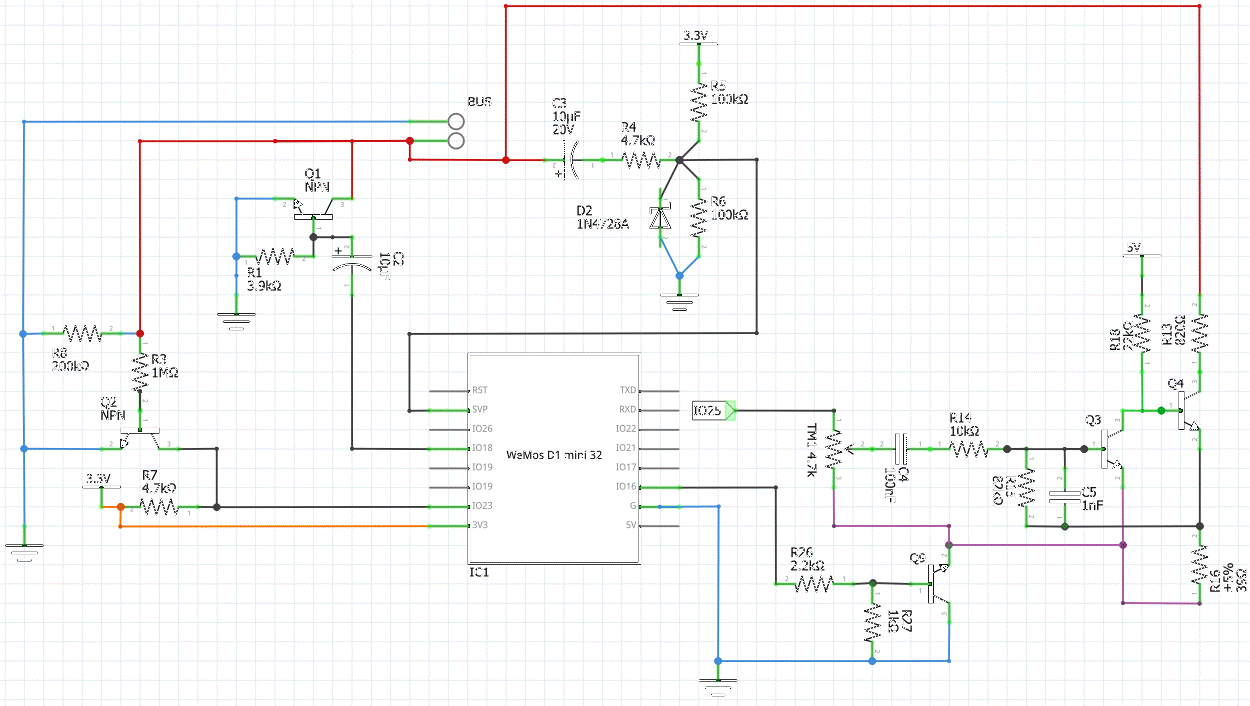 3.3V
R5
100kΩ
BUS
C3
10µF
20V
R4
4.7kΩ
Q1
NPN
D2
1N4728A
R6
100kΩ
R1
3.9kΩ
C2
5V
R8
200kΩ
R3
1MΩ
R18
22kΩ
R13
820Ω
Q2
NPN
Q4
IO25
Q3
R14
10kΩ
RST
SVP
IO26
IO18
IO19
IO19
IO23
3V3
WeMos D1 mini 32
TXD
RXD
IO22
IO21
IO17
IO16
G
5V
IC1
4.7k
C4
100nF
R15
82kΩ
C5
1nF
3.3V
R7
4.7kΩ
R26
2.2kΩ
Q9
R27
1kΩ
R16
±5%
39Ω